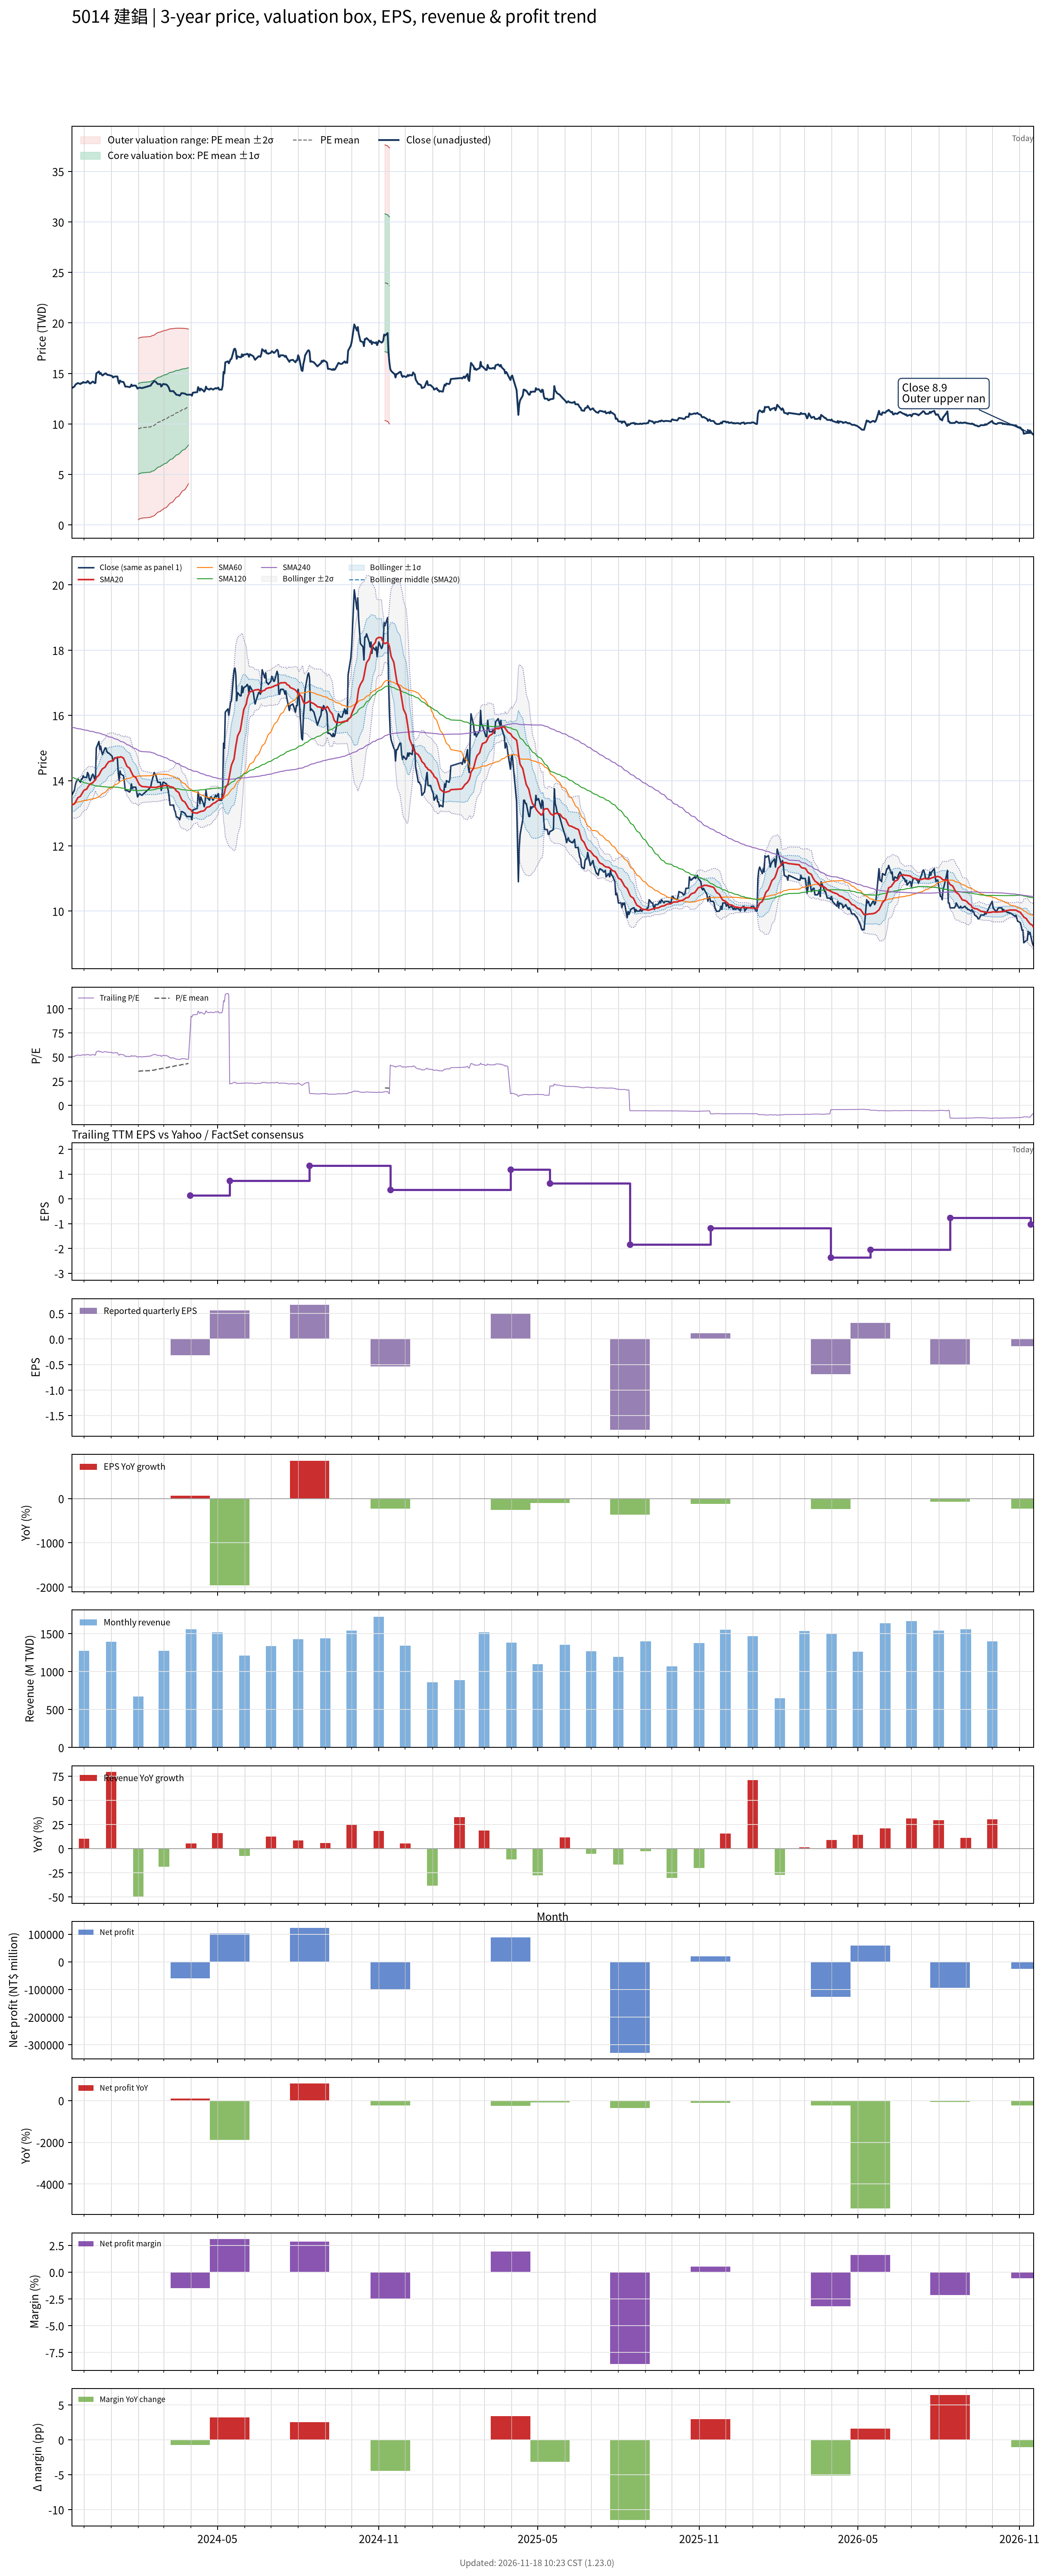 5014 建錩 | 3-year price, valuation box, EPS, revenue & profit trend
Outer valuation range: PE mean ±2σ
PE mean
Close (unadjusted)
Core valuation box: PE mean ±1σ
Today
Price (TWD)
35
30
25
20
15
10
5
0
Close 8.9
Outer upper nan
Close (same as panel 1)
SMA20
SMA60
SMA120
SMA240
Bollinger ±2σ
Bollinger ±1σ
Bollinger middle (SMA20)
Price
20
18
16
14
12
10
Trailing P/E
P/E mean
P/E
100
75
50
25
0
Trailing TTM EPS vs Yahoo / FactSet consensus
Today
EPS
2
1
0
-1
-2
-3
Reported quarterly EPS
EPS
0.5
0.0
-0.5
-1.0
-1.5
EPS YoY growth
YoY (%)
0
-1000
-2000
Monthly revenue
Revenue (M TWD)
1500
1000
500
0
Revenue YoY growth
YoY (%)
75
50
25
0
-25
-50
Month
Net profit
Net profit (NT$ million)
100000
0
-100000
-200000
-300000
Net profit YoY
YoY (%)
0
-2000
-4000
Net profit margin
Margin (%)
2.5
0.0
-2.5
-5.0
-7.5
Margin YoY change
Δ margin (pp)
5
0
-5
-10
2024-05
2024-11
2025-05
2025-11
2026-05
2026-11
Updated: 2026-11-18 10:23 CST (1.23.0)